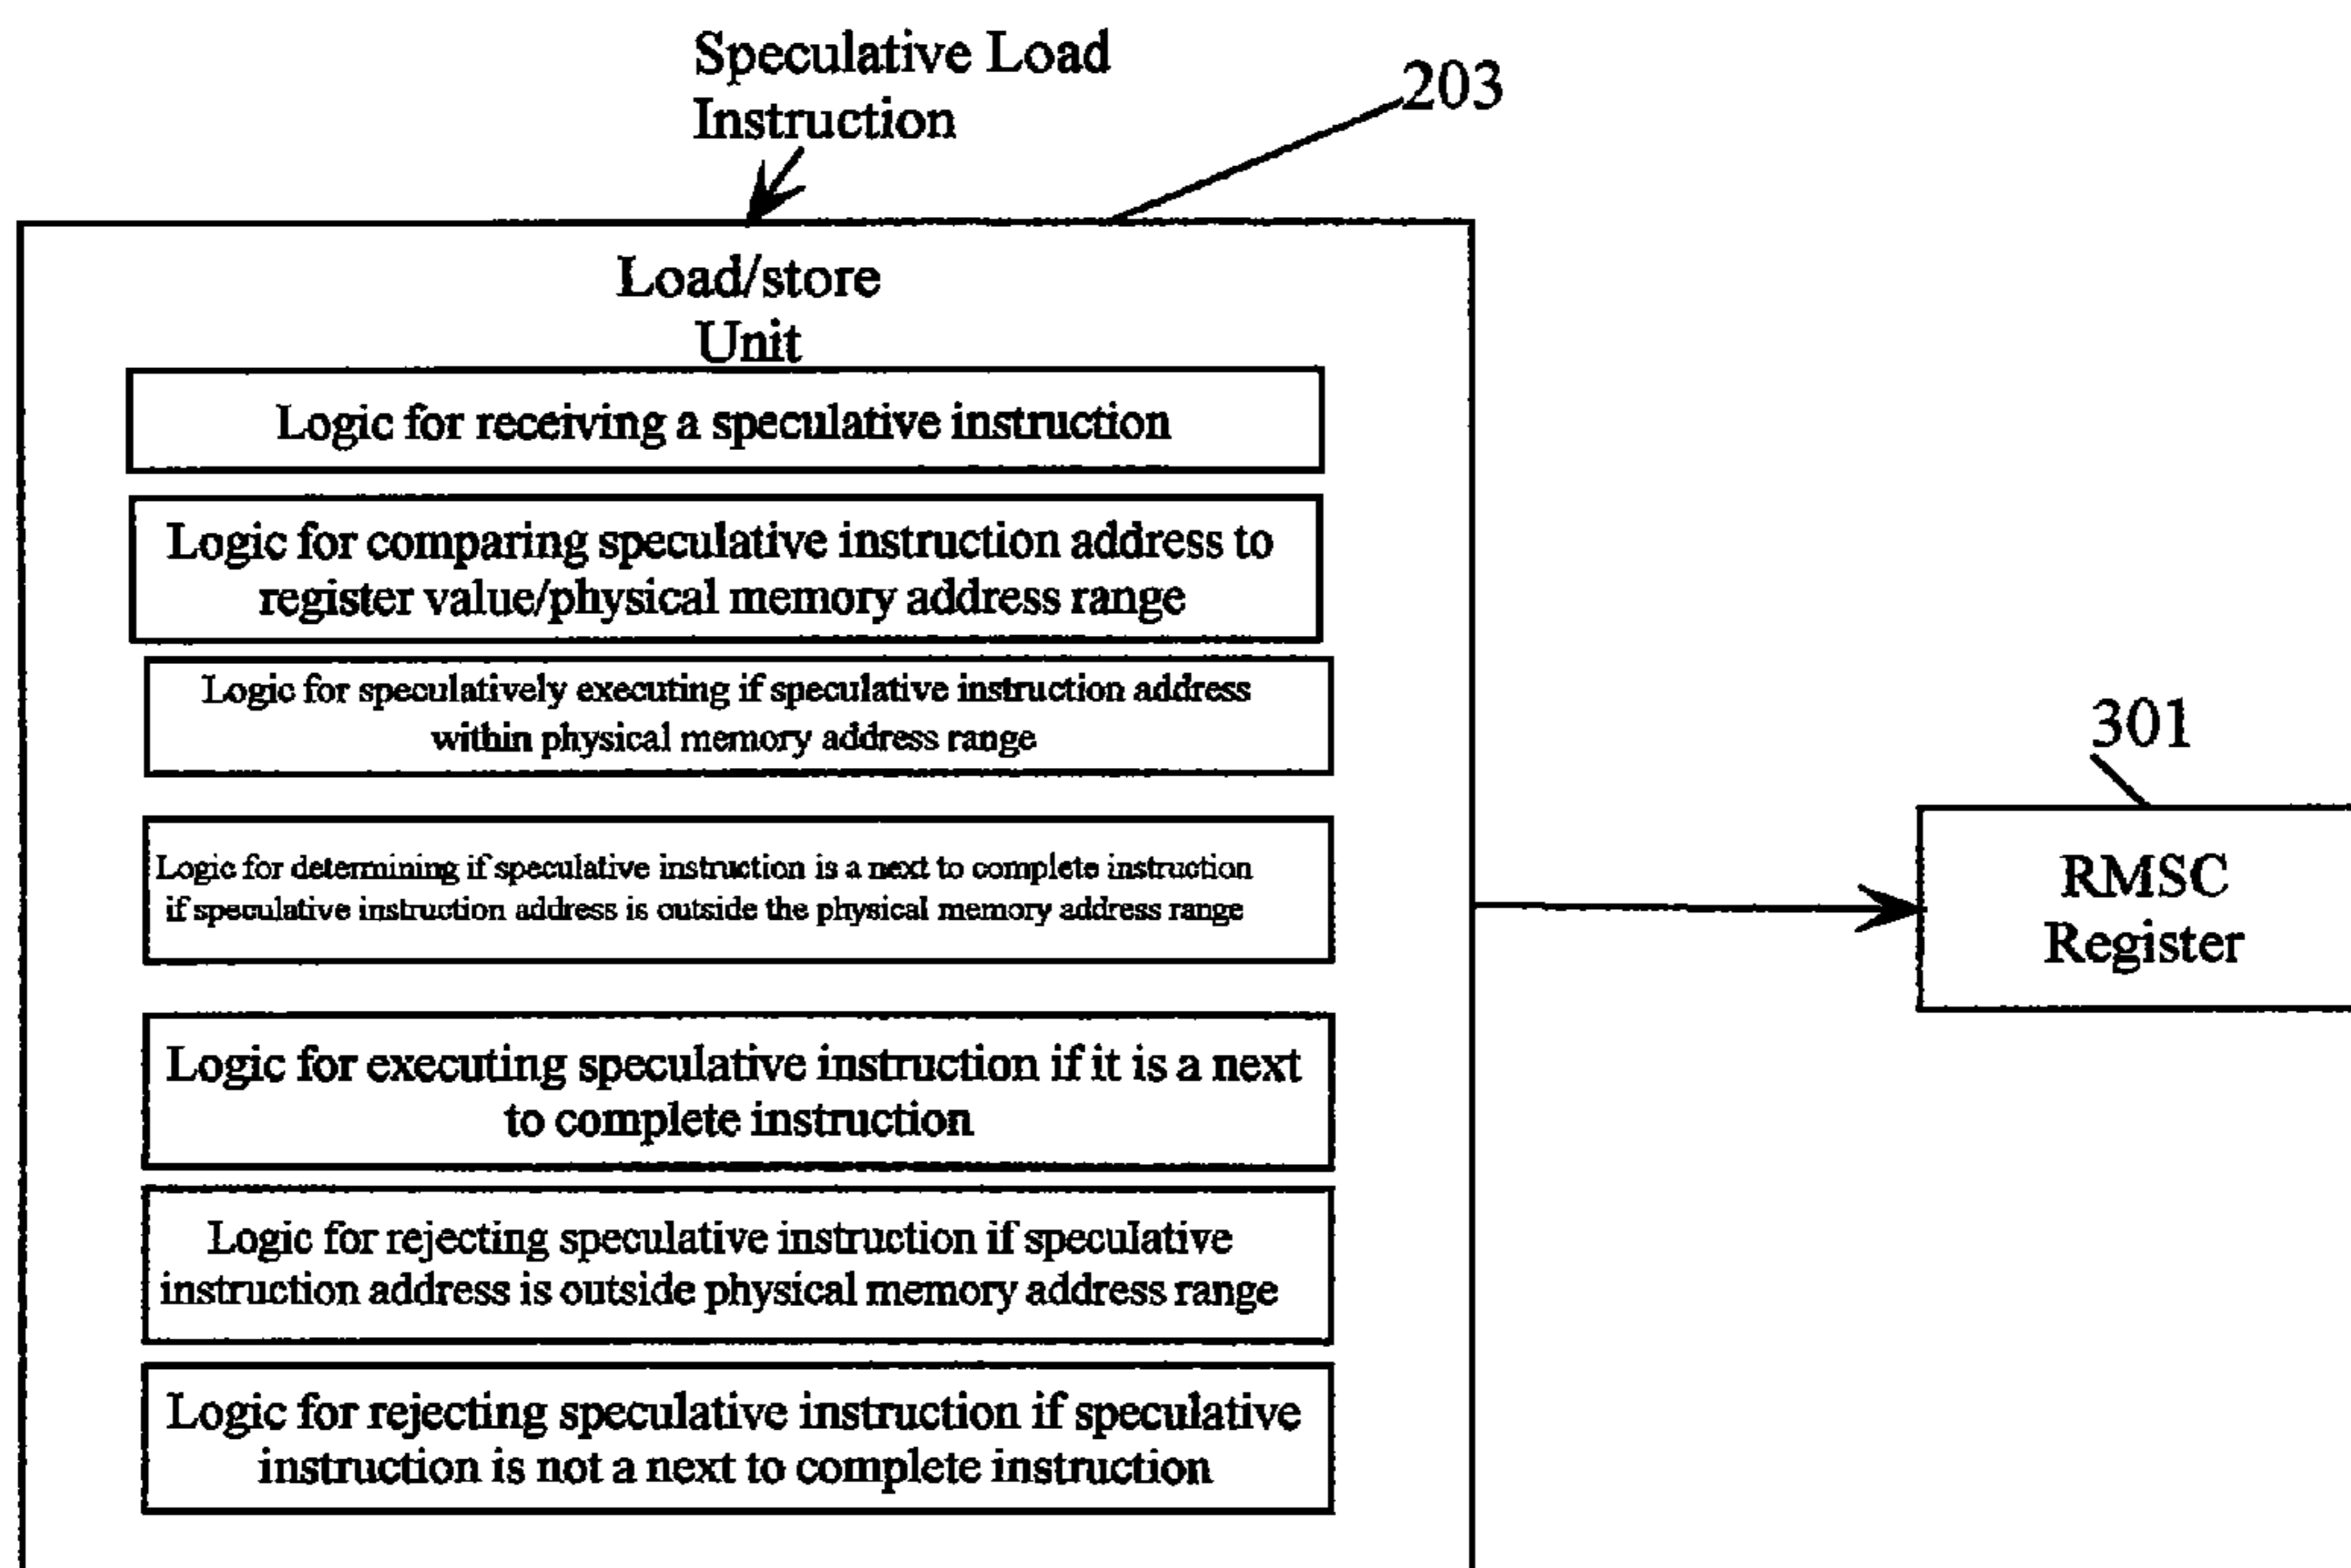 Speculative Load
Instruction
203
Load/store
Unit
Logic for receiving a speculative instruction
Logic for comparing speculative instruction address to
register value/physical memory address range
Logic for speculatively executing if speculative instruction address
within physical memory address range
Logic for determining if speculative instruction is a next to complete instruction
if speculative instruction address is outside the physical memory address range
Logic for executing speculative instruction if it is a next
to complete instruction
Logic for rejecting speculative instruction if speculative
instruction address is outside physical memory address range
Logic for rejecting speculative instruction if speculative
instruction is not a next to complete instruction
301
RMSC
Register